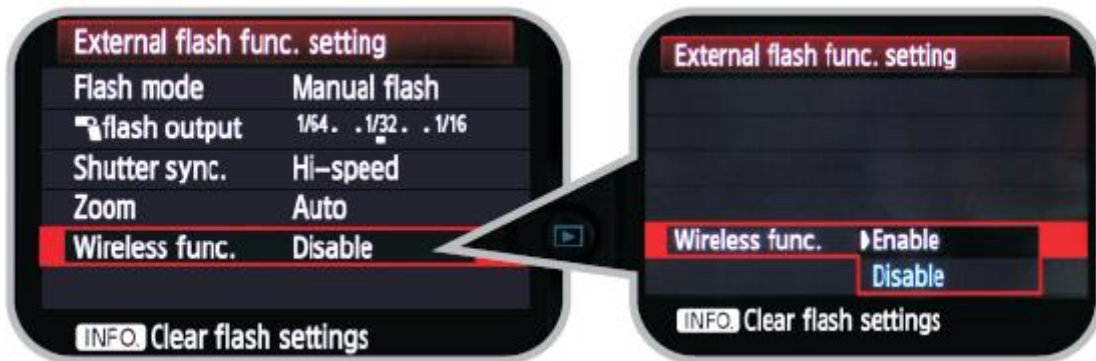 External flash func. setting
Flash mode Manual flash
flash output 1/64. .1/32. .1/16
Shutter sync. Hi-speed
Zoom Auto
Wireless func. Disable
INFO. Clear flash settings
External flash func. setting
Wireless func. Enable
Disable
INFO. Clear flash settings